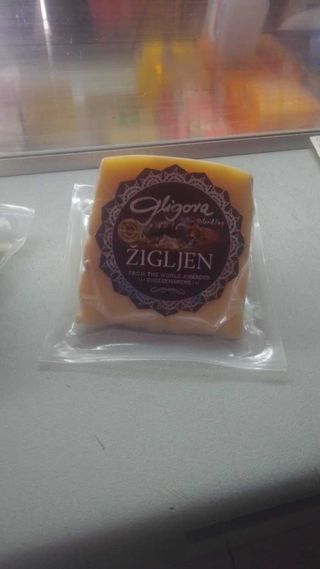 Gligora
ŽIGLJEN
FROM THE WORLD AWARDED
CHEESEMAKERS